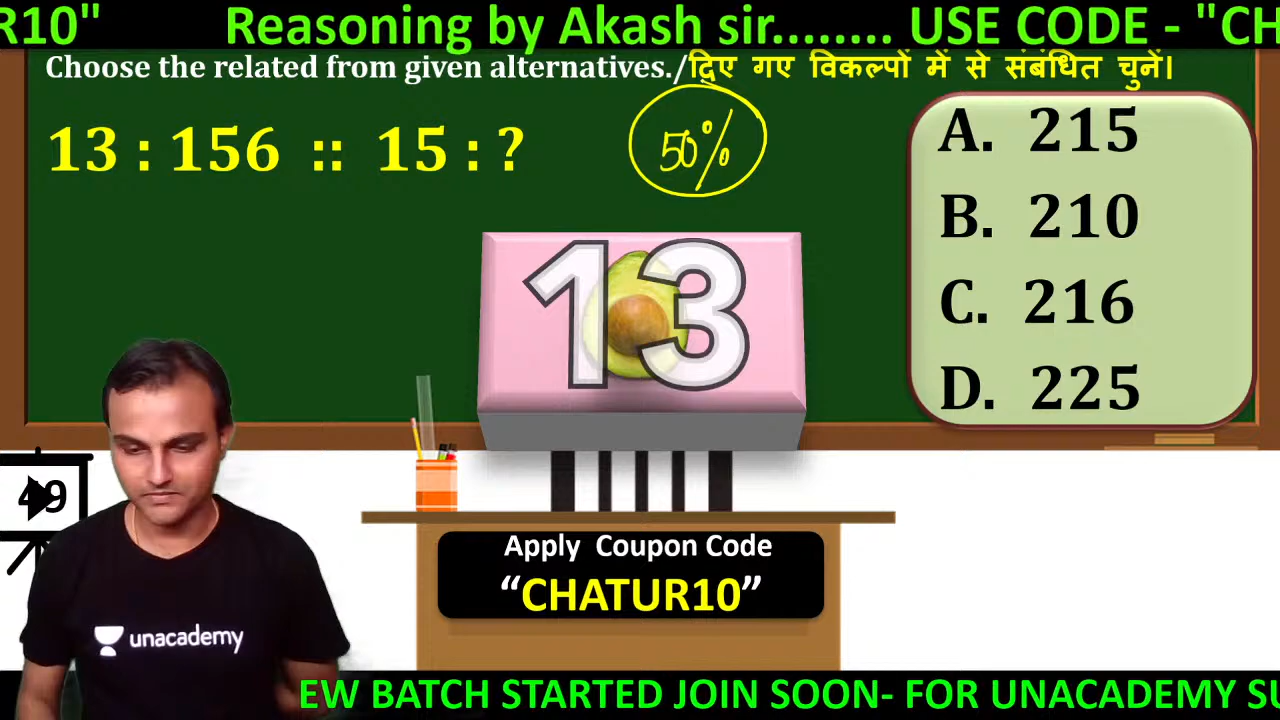 R10" Reasoning by Akash sir........ USE CODE - "CH
Choose the related from given alternatives./दिए गए विकल्पों में से संबंधित चुनें।
13 : 156 :: 15 : ?
50%
A. 215
B. 210
C. 216
D. 225
13
49
Apply Coupon Code
“CHATUR10”
unacademy
EW BATCH STARTED JOIN SOON- FOR UNACADEMY SU